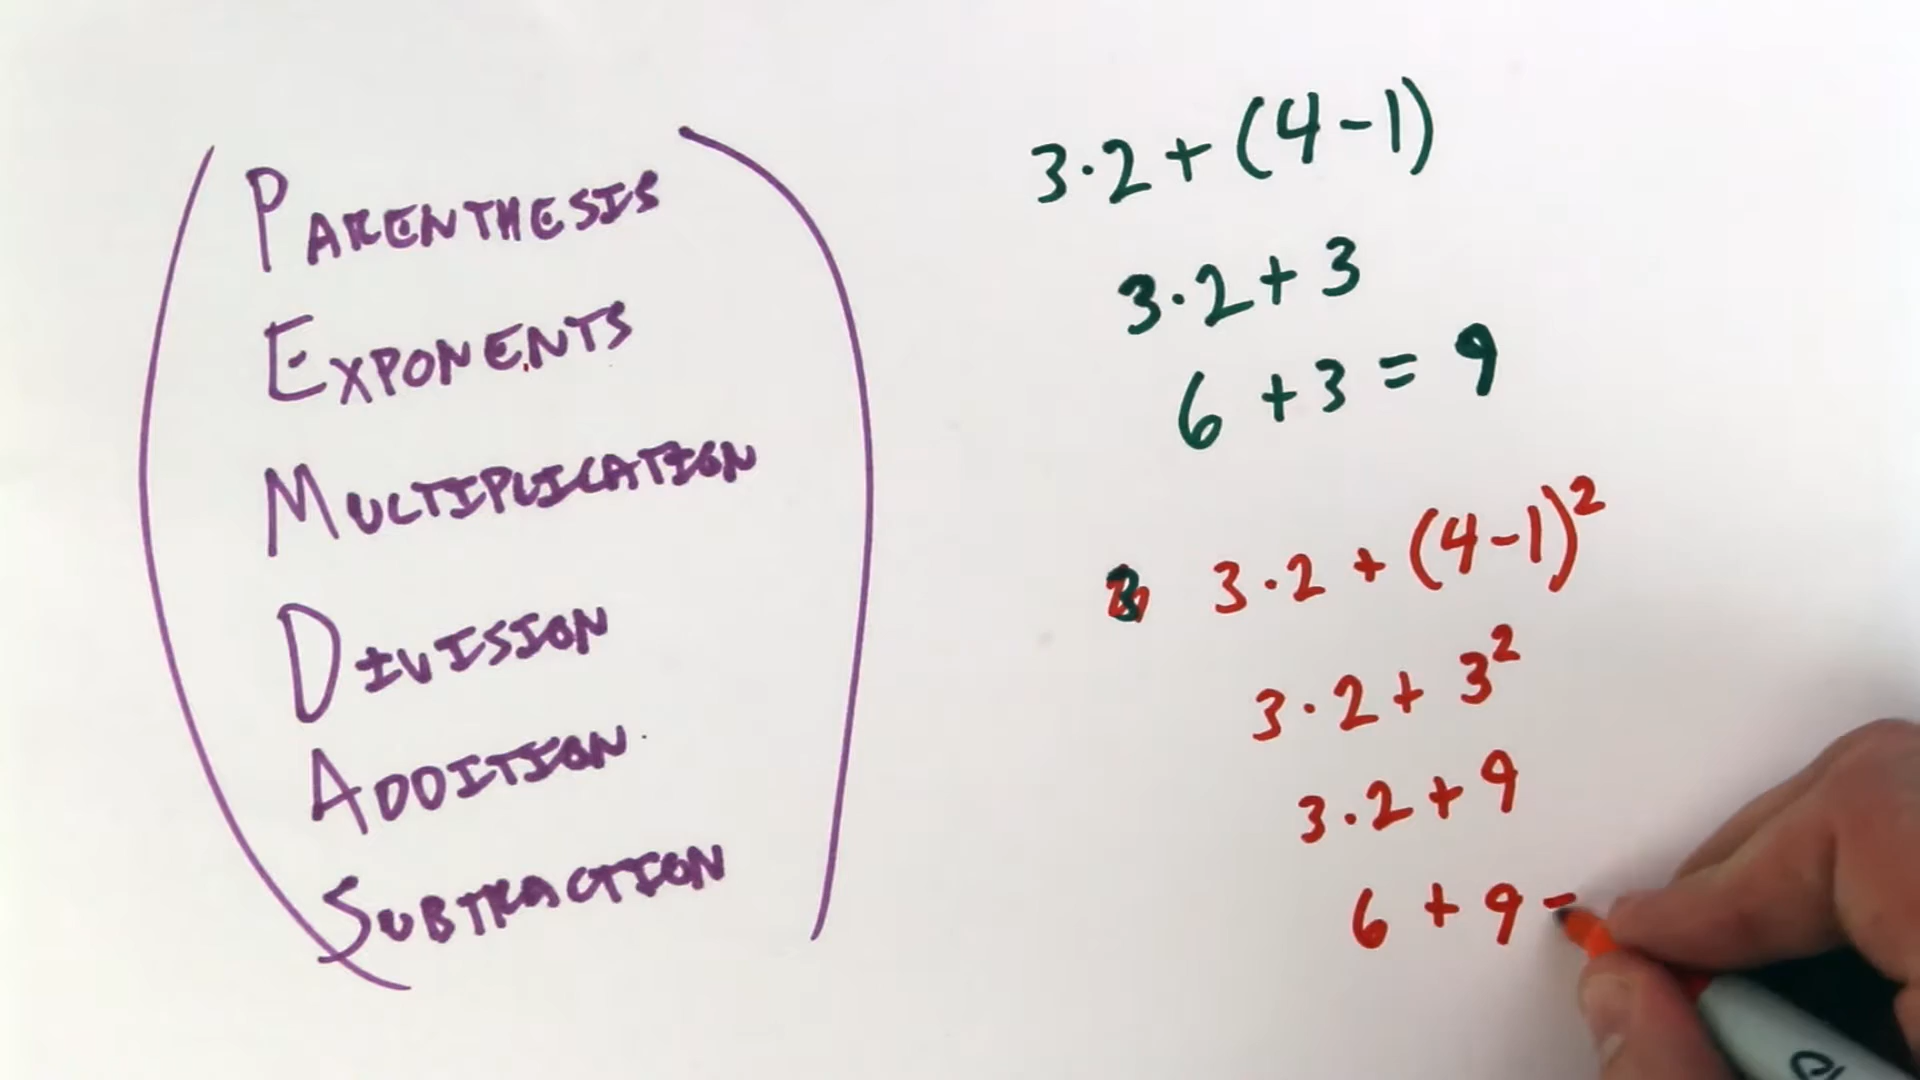 PARENTHESIS
EXPONENTS
MULTIPLICATION
DIVISION
ADDITION
SUBTRACTION
3·2+(4-1)
3·2+3
6+3=9
3·2+(4-1)²
3·2+3²
3·2+9
6+9-